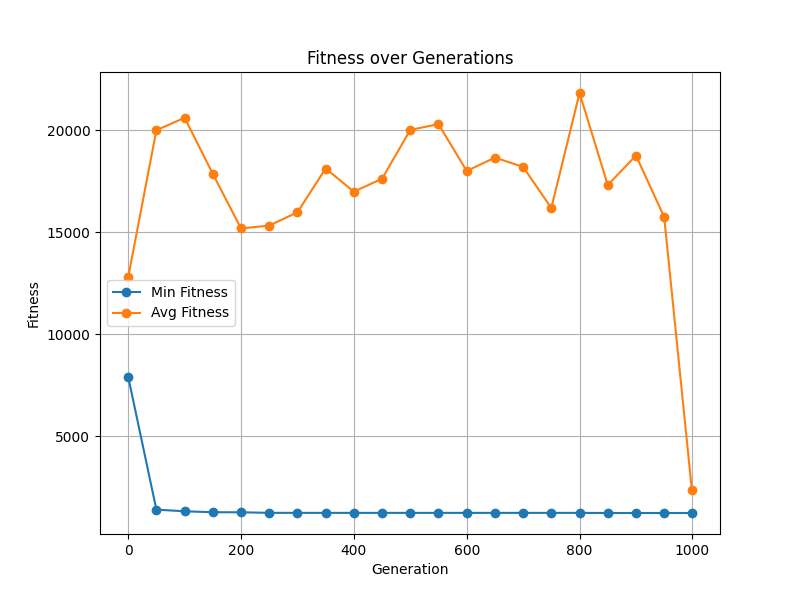 Fitness over Generations
Fitness
20000
15000
10000
5000
Min Fitness
Avg Fitness
0 200 400 600 800 1000
Generation